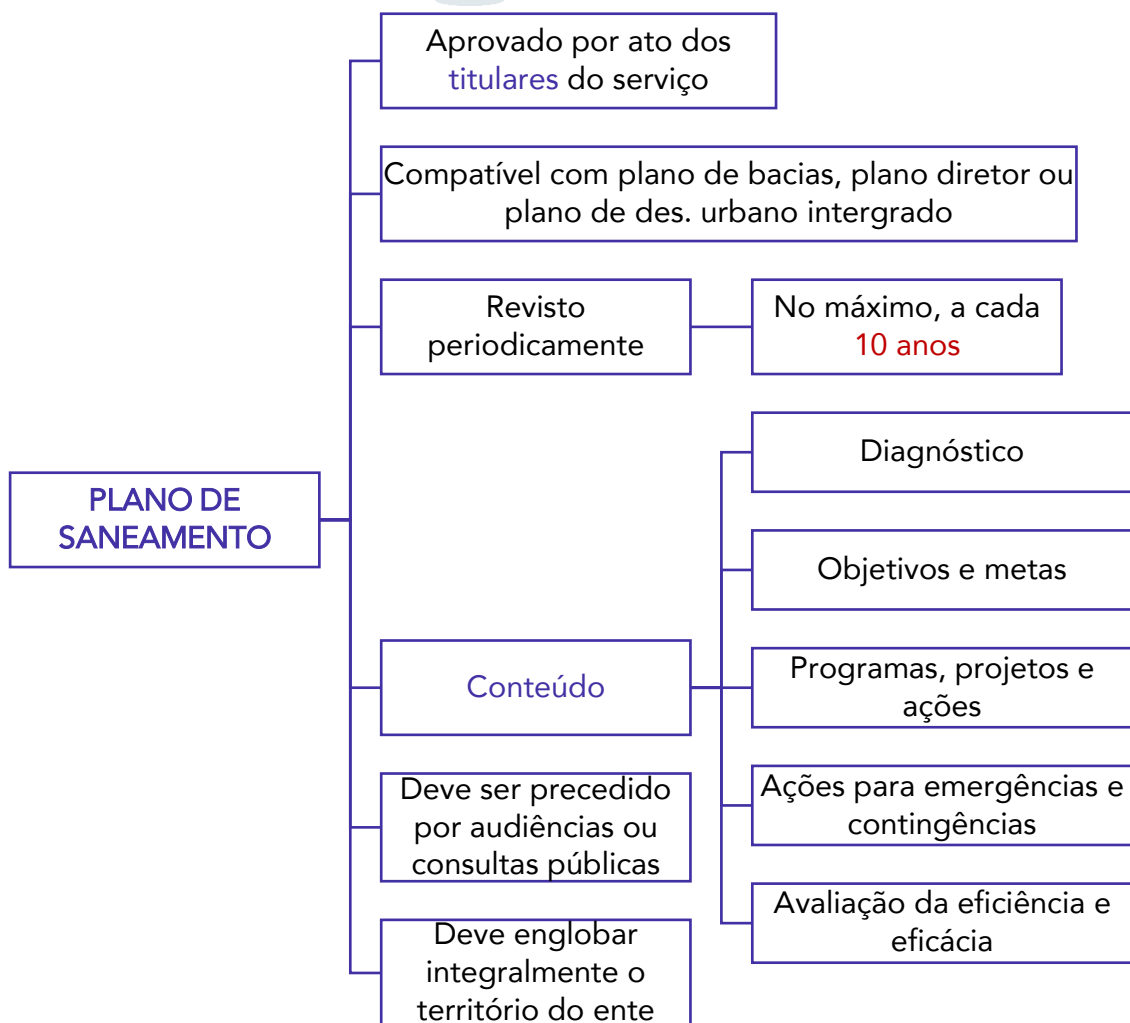 Aprovado por ato dos
titulares do serviço
Compatível com plano de bacias, plano diretor ou
plano de des. urbano intergrado
Revisto
periodicamente
No máximo, a cada
10 anos
PLANO DE
SANEAMENTO
Conteúdo
Diagnóstico
Objetivos e metas
Programas, projetos e
ações
Ações para emergências e
contingências
Avaliação da eficiência e
eficácia
Deve ser precedido
por audiências ou
consultas públicas
Deve englobar
integralmente o
território do ente